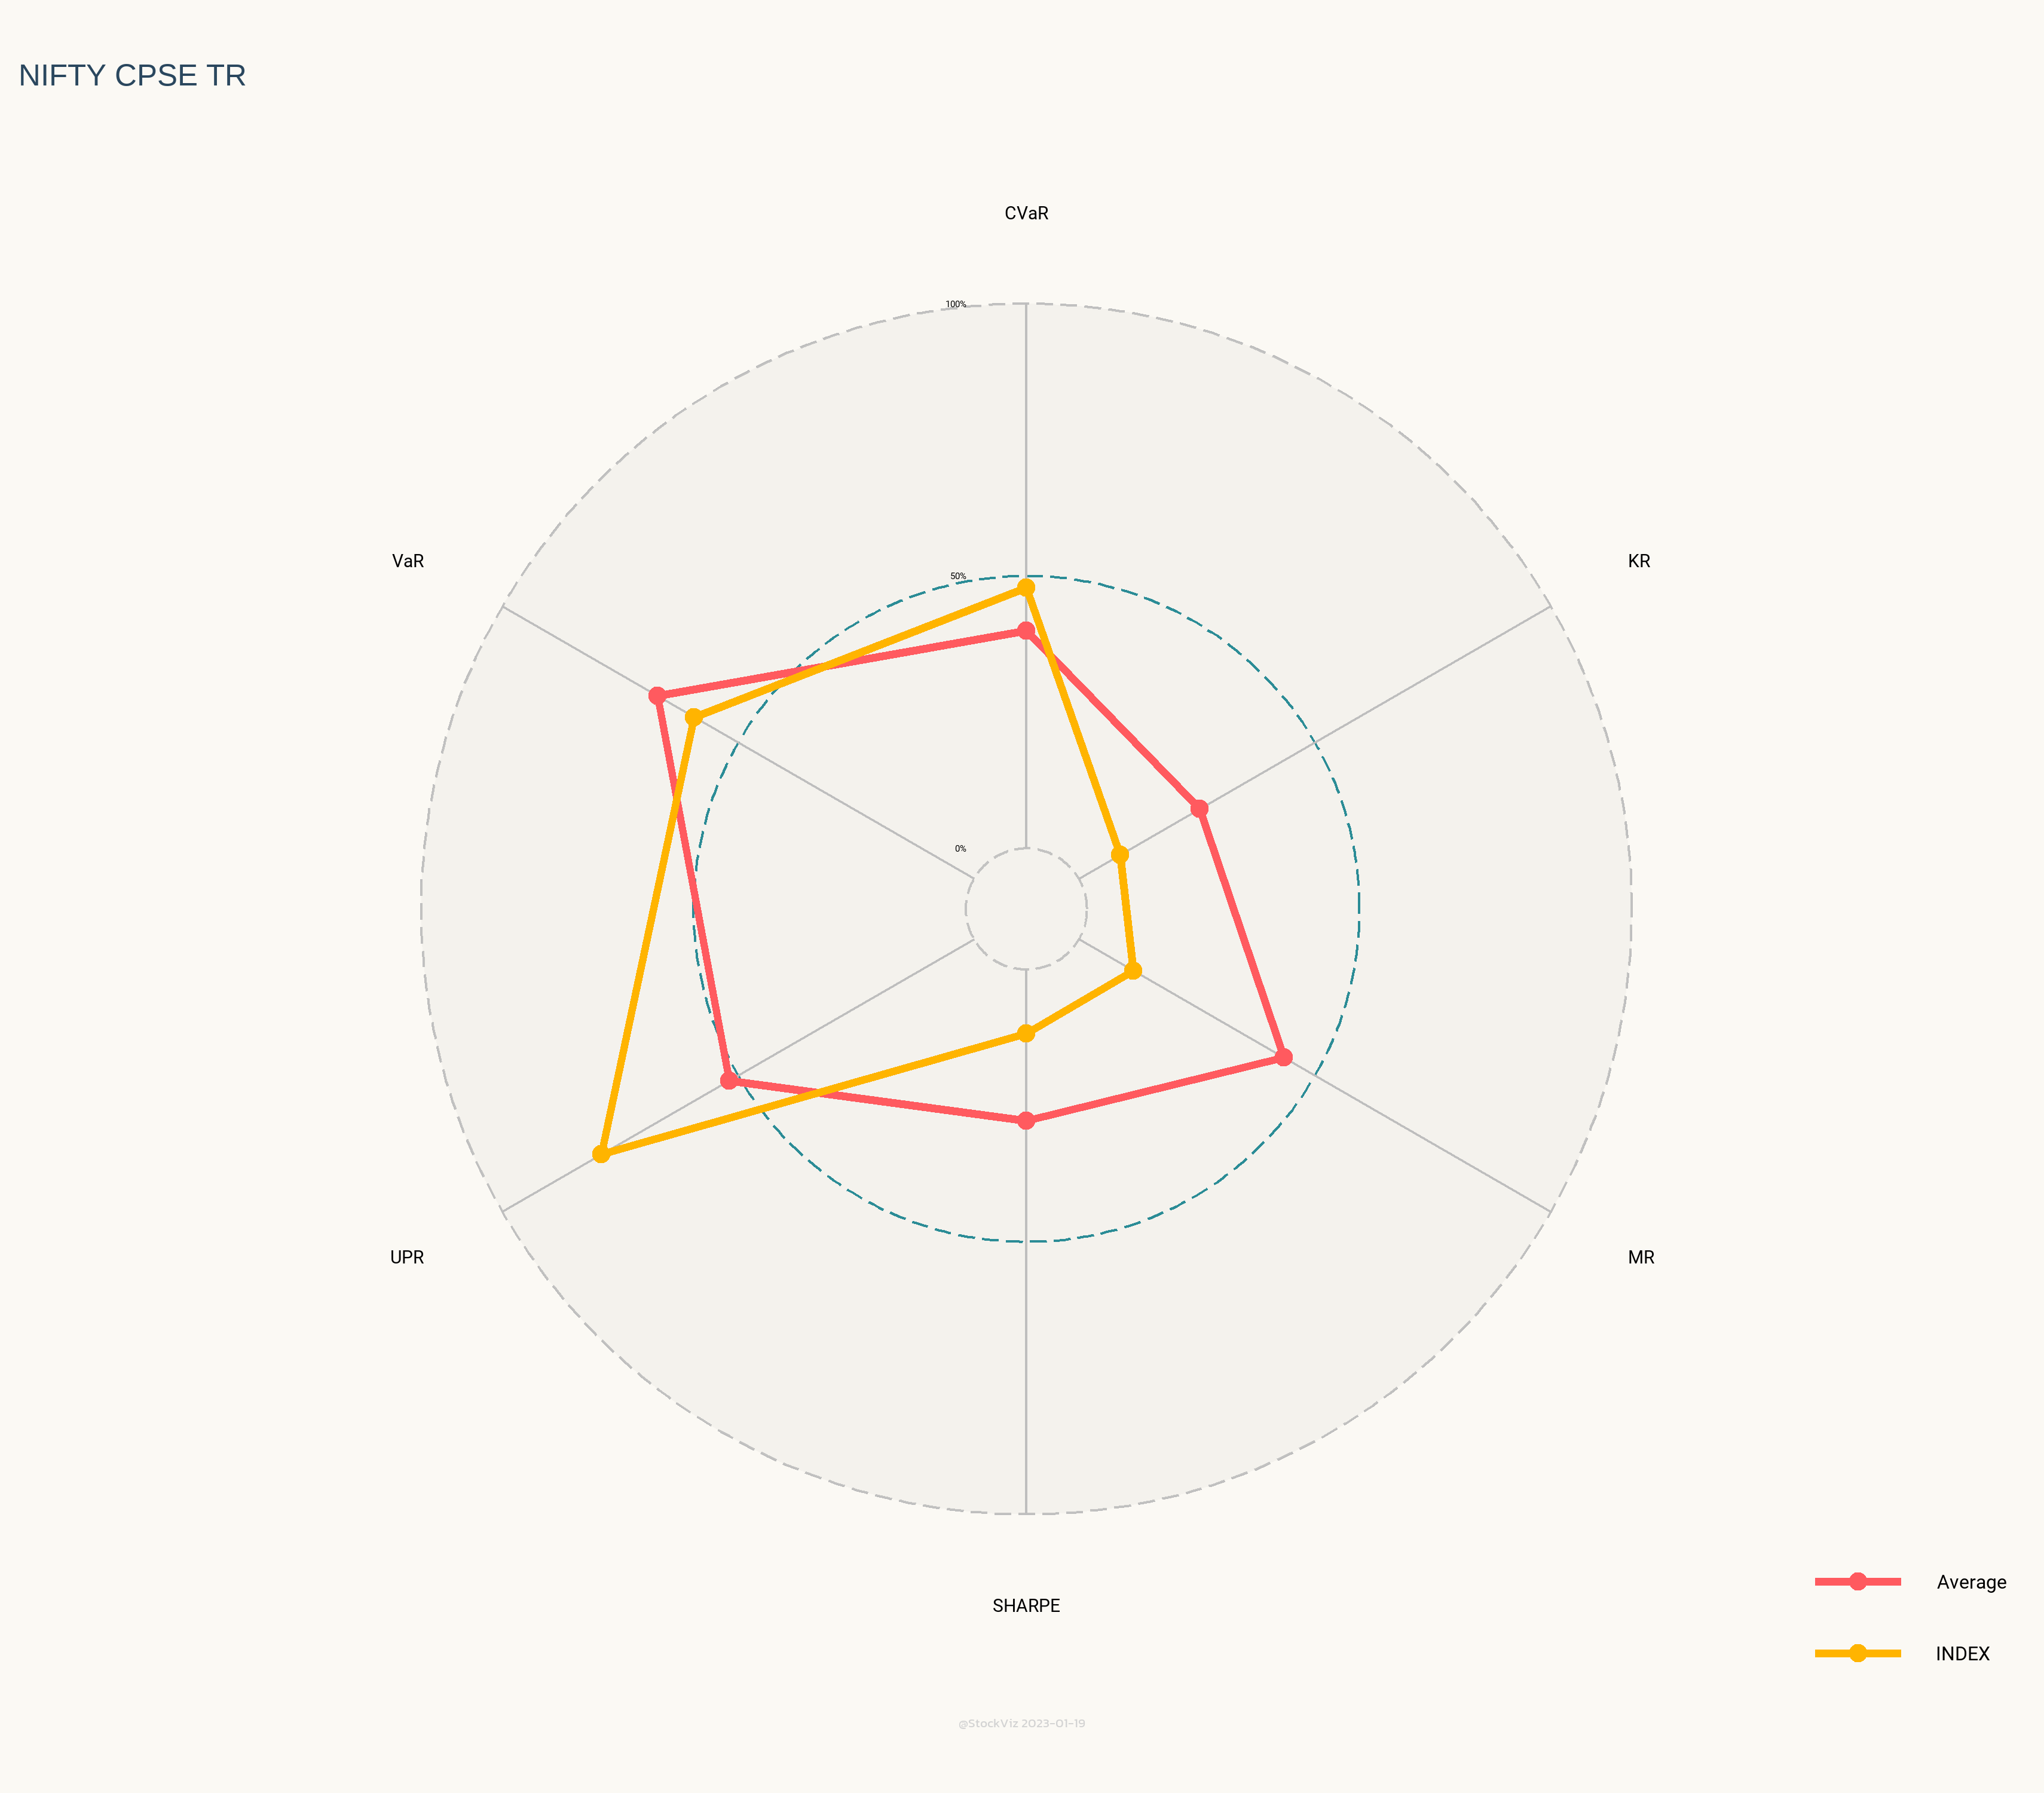 NIFTY CPSE TR
CVaR
100%
VaR
KR
50%
0%
UPR
MR
SHARPE
Average
INDEX
@StockViz 2023-01-19